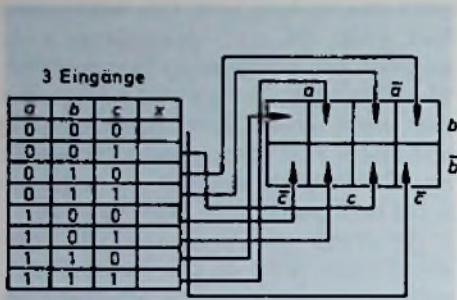 3 Eingänge
a b c x
0 0 0
0 0 1
0 1 0
0 1 1
1 0 0
1 0 1
1 1 0
1 1 1
a a̅
b
b̅
c̅ c c̅